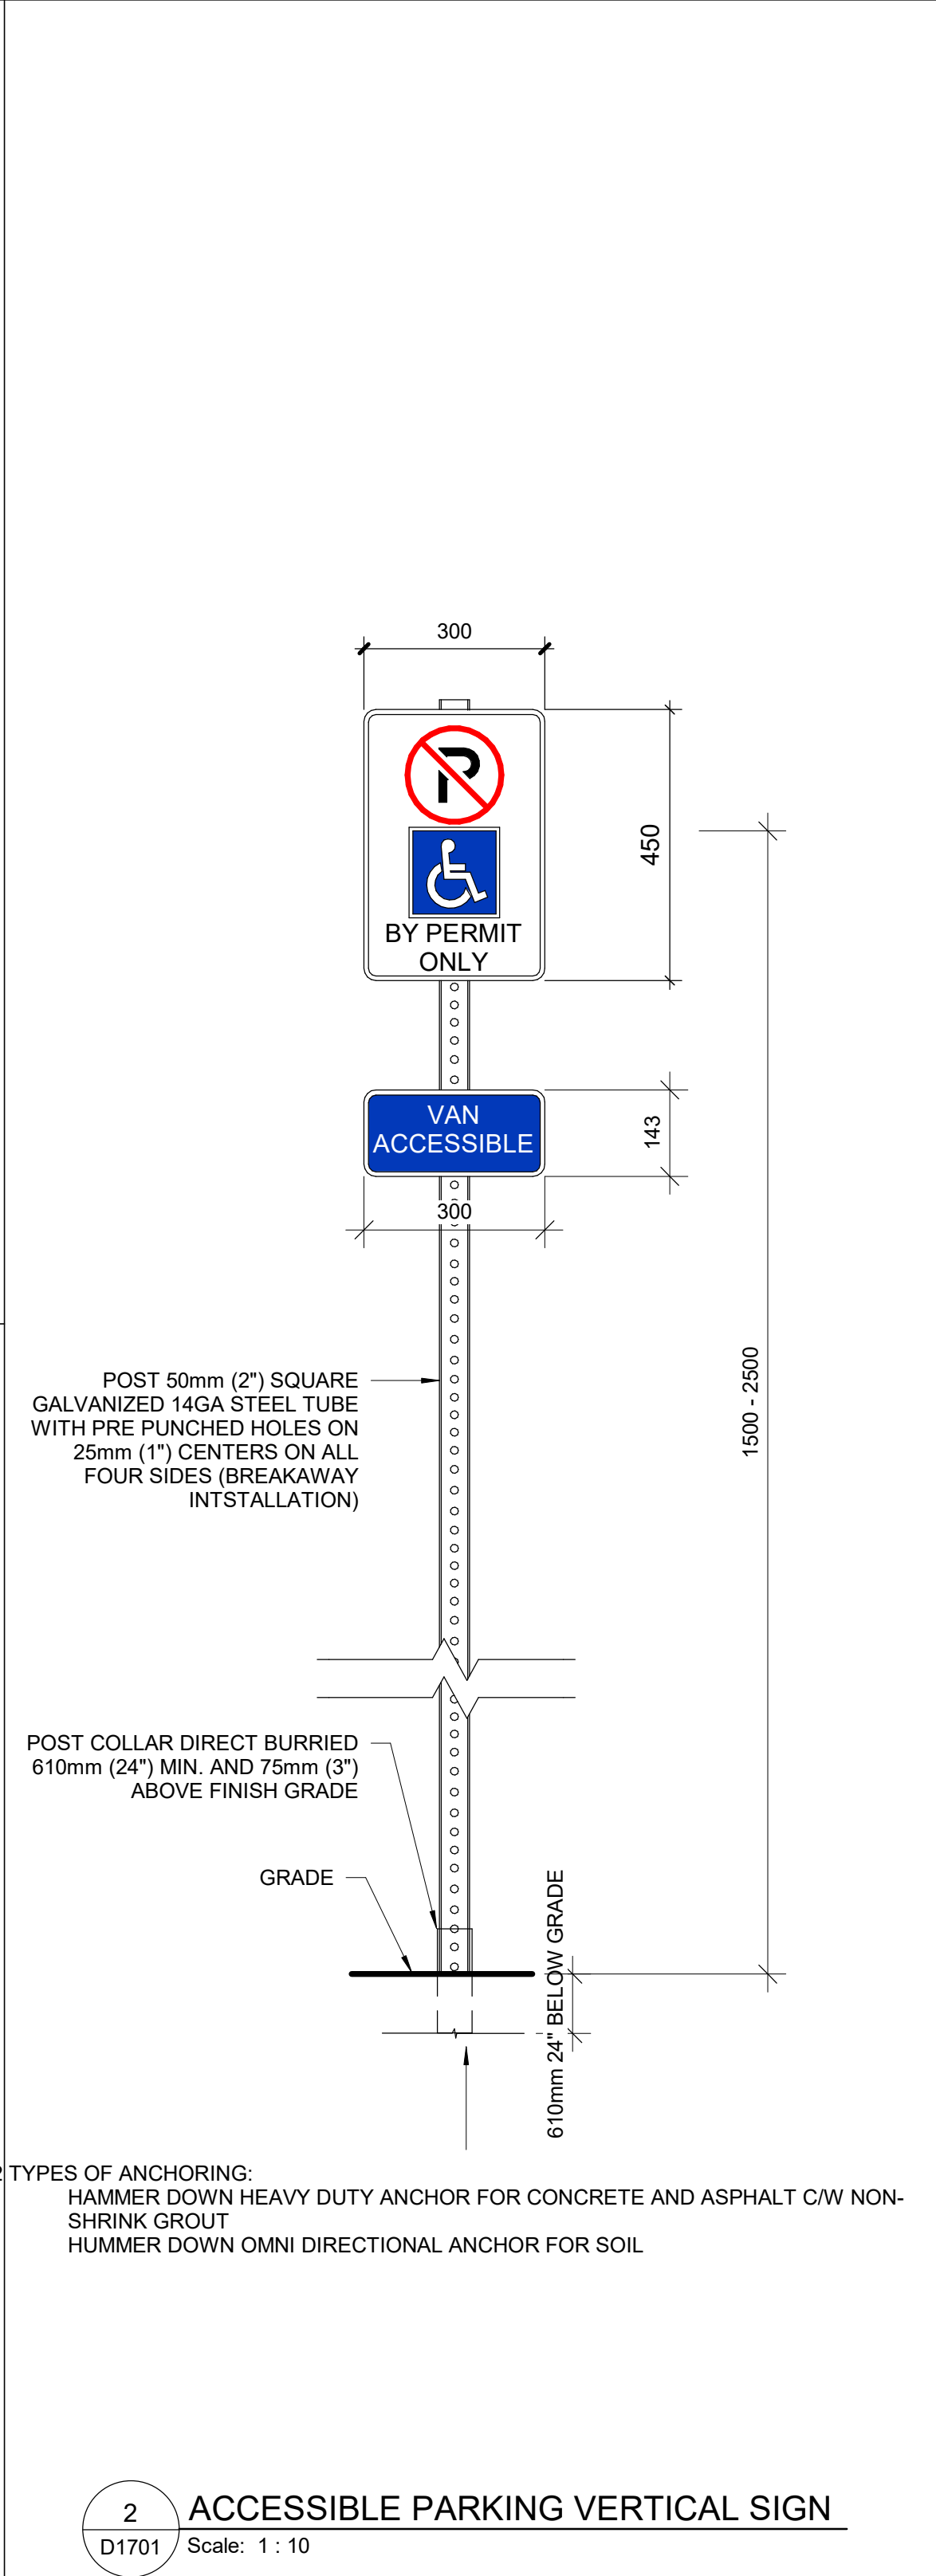 300
P
450
BY PERMIT
ONLY
VAN
ACCESSIBLE
143
300
POST 50mm (2") SQUARE
GALVANIZED 14GA STEEL TUBE
WITH PRE PUNCHED HOLES ON
25mm (1") CENTERS ON ALL
FOUR SIDES (BREAKAWAY
INTSTALLATION)
1500 - 2500
POST COLLAR DIRECT BURRIED
610mm (24") MIN. AND 75mm (3")
ABOVE FINISH GRADE
GRADE
610mm 24" BELOW GRADE
2 TYPES OF ANCHORING:
HAMMER DOWN HEAVY DUTY ANCHOR FOR CONCRETE AND ASPHALT C/W NON-
SHRINK GROUT
HUMMER DOWN OMNI DIRECTIONAL ANCHOR FOR SOIL
2
D1701
ACCESSIBLE PARKING VERTICAL SIGN
Scale: 1 : 10